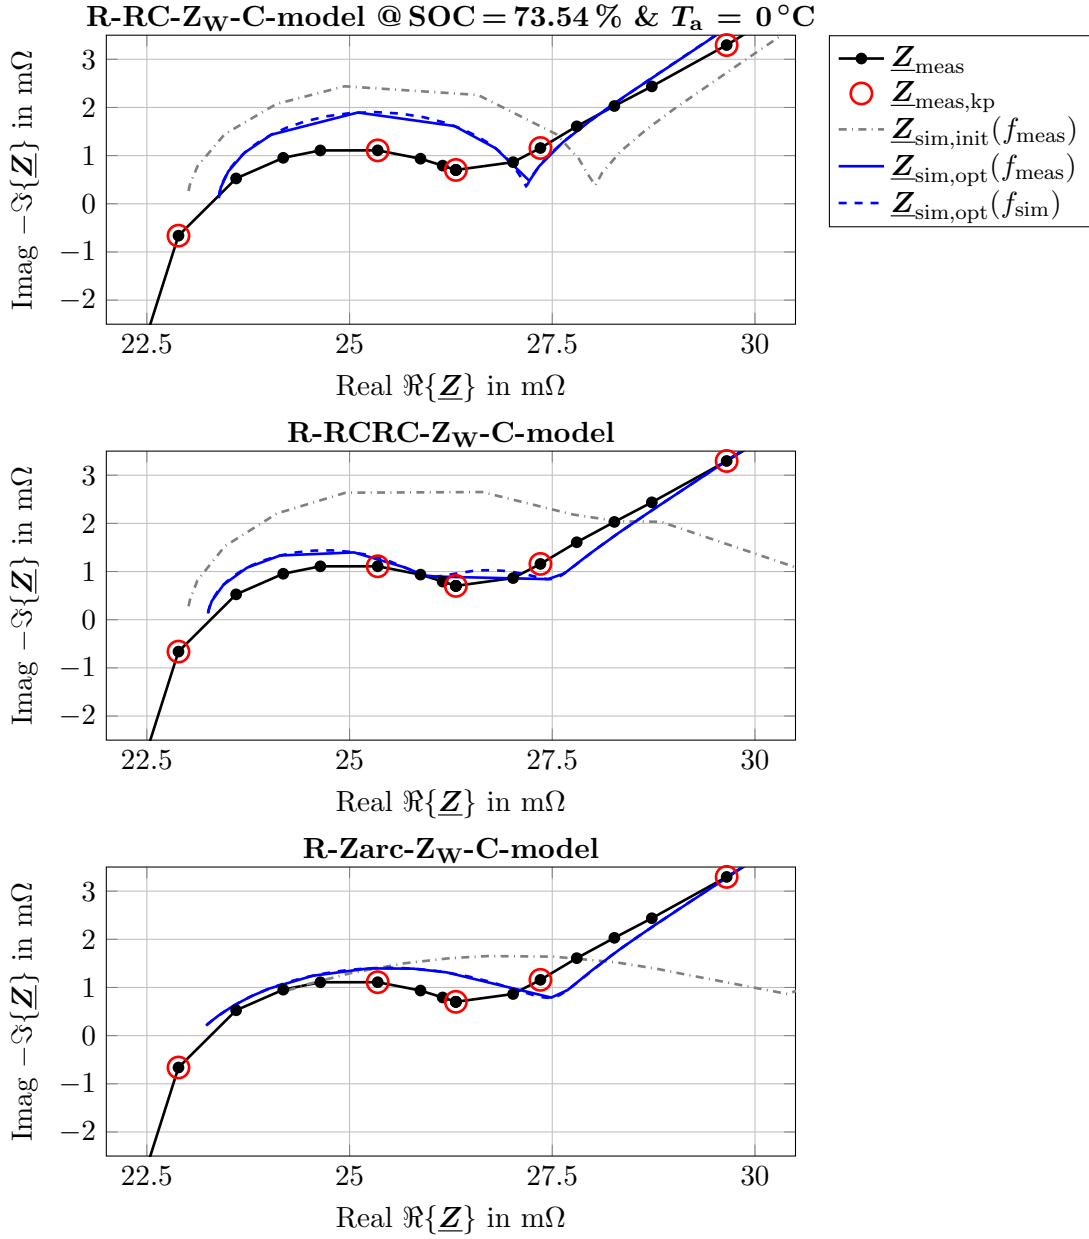 R-RC-Z_W-C-model @ SOC = 73.54 % & T_a = 0 °C
3
2
1
0
−1
−2
Imag −ℑ{Z} in mΩ
22.5 25 27.5 30
Real ℜ{Z} in mΩ
Z_meas
Z_meas,kp
Z_sim,init(f_meas)
Z_sim,opt(f_meas)
Z_sim,opt(f_sim)
R-RCRC-Z_W-C-model
3
2
1
0
−1
−2
Imag −ℑ{Z} in mΩ
22.5 25 27.5 30
Real ℜ{Z} in mΩ
R-Zarc-Z_W-C-model
3
2
1
0
−1
−2
Imag −ℑ{Z} in mΩ
22.5 25 27.5 30
Real ℜ{Z} in mΩ